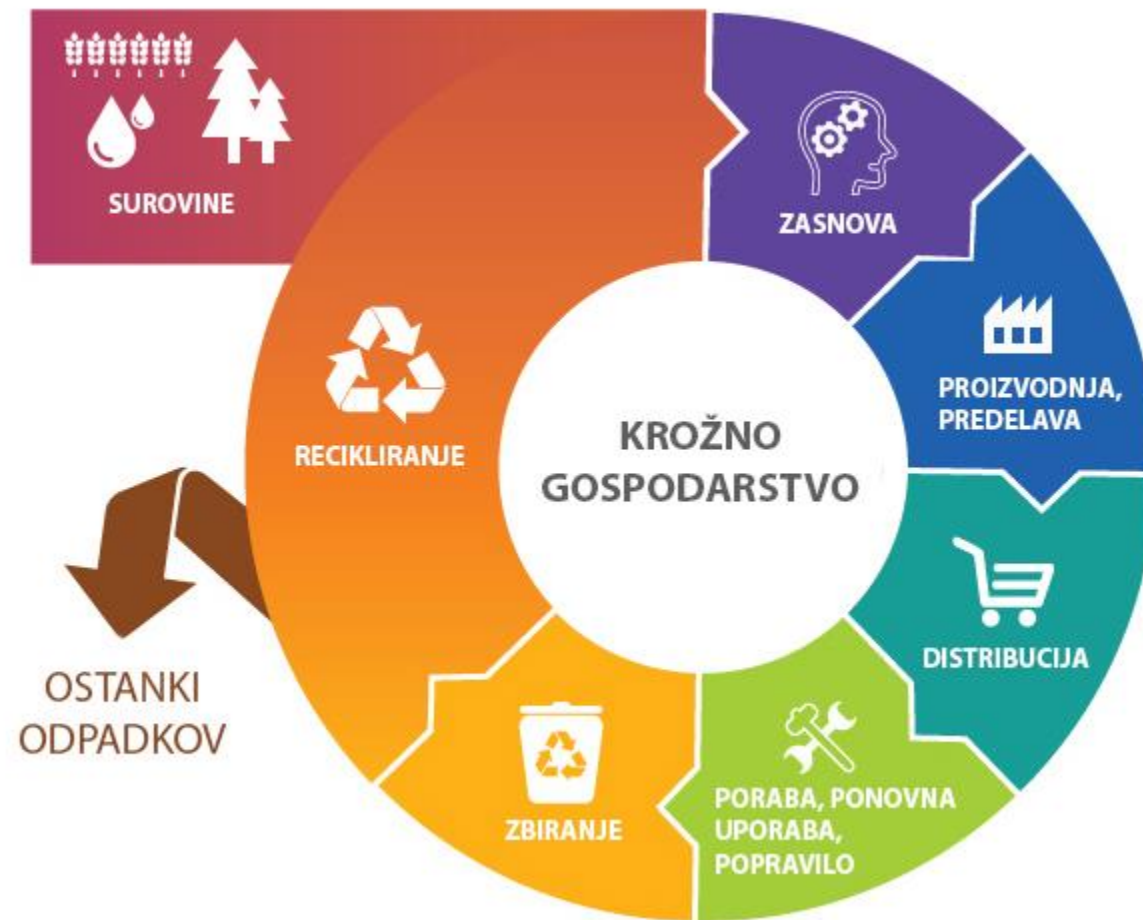 SUROVINE
ZASNOVA
PROIZVODNJA,
PREDELAVA
DISTRIBUCIJA
PORABA, PONOVNA
UPORABA,
POPRAVILO
ZBIRANJE
RECIKLIRANJE
OSTANKI
ODPADKOV
KROŽNO
GOSPODARSTVO